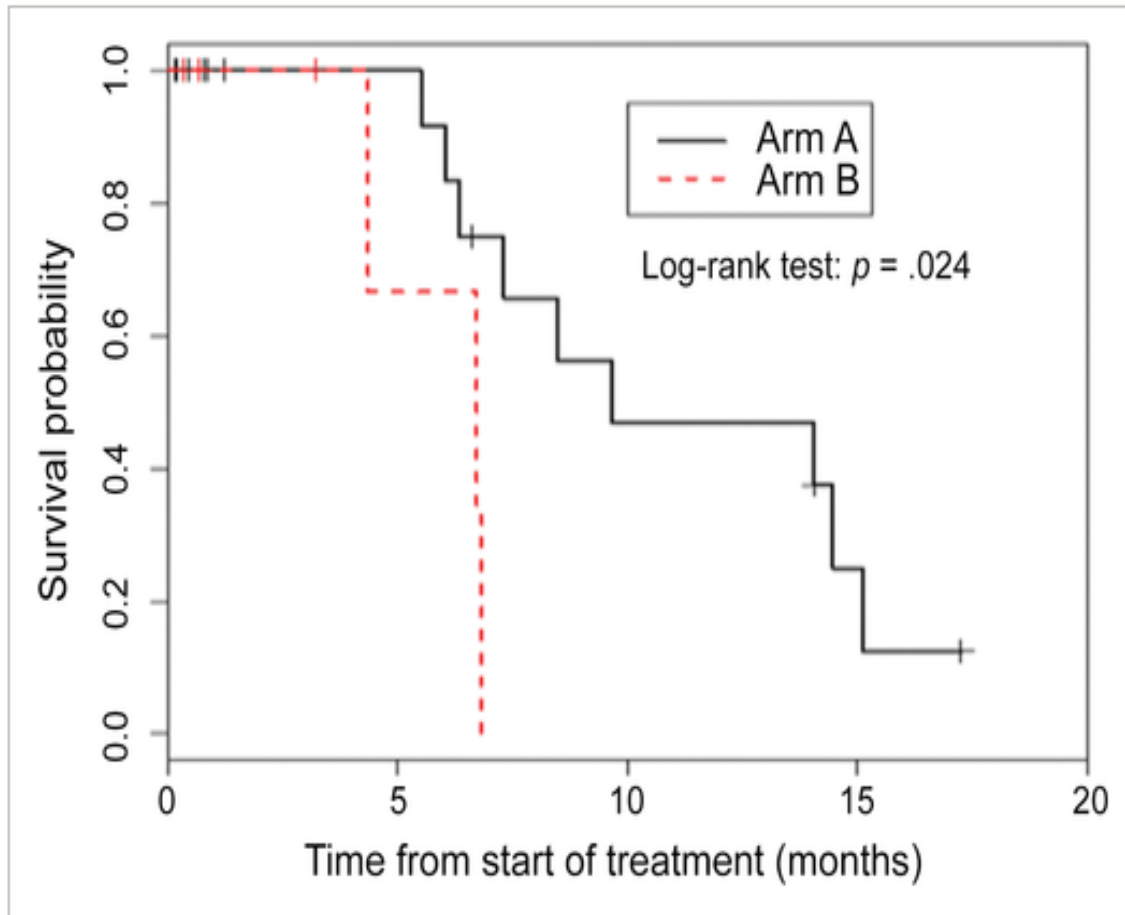 Survival probability
1.0
0.8
0.6
0.4
0.2
0.0
Arm A
Arm B
Log-rank test: p = .024
0 5 10 15 20
Time from start of treatment (months)